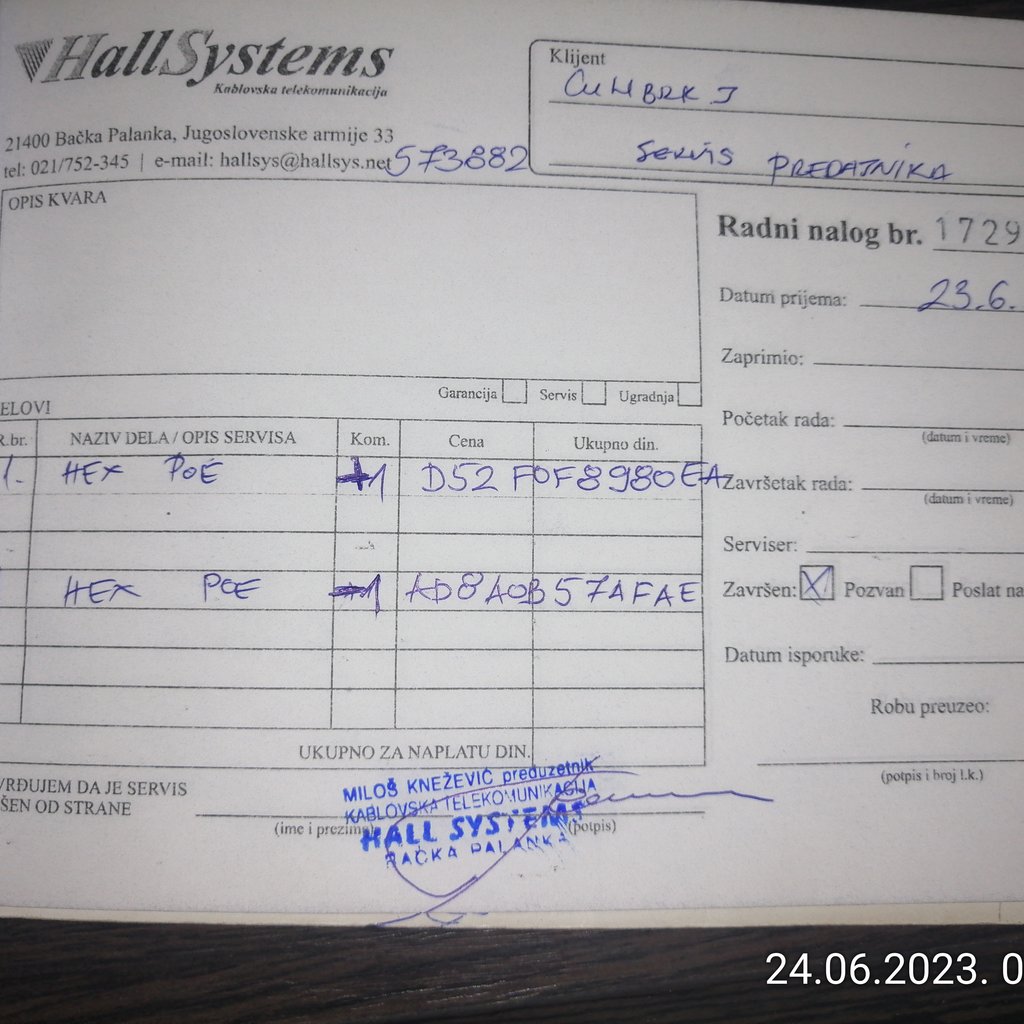 HallSystems
Kablovska telekomunikacija
21400 Bačka Palanka, Jugoslovenske armije 33
tel: 021/752-345 | e-mail: hallsys@hallsys.net 573882
Klijent
SERVIS PREDAJNIKA
OPIS KVARA
Radni nalog br. 1729
Datum prijema: 23.6.
Zaprimio:
Garancija Servis Ugradnja
ELOVI
Početak rada:
(datum i vreme)
R.br. NAZIV DELA / OPIS SERVISA Kom. Cena Ukupno din.
1. HEX POE 1 D52F0F8980EA
Završetak rada:
(datum i vreme)
Serviser:
HEX POE 1 AD8A0B57AFAE
Završen: X Pozvan Poslat na
Datum isporuke:
Robu preuzeo:
UKUPNO ZA NAPLATU DIN.
(potpis i broj l.k.)
VRĐUJEM DA JE SERVIS
ŠEN OD STRANE
(ime i prezime) (potpis)
MILOŠ KNEŽEVIĆ preduzetnik
KABLOVSKA TELEKOMUNIKACIJA
HALL SYSTEMS
BAČKA PALANKA
24.06.2023. 0